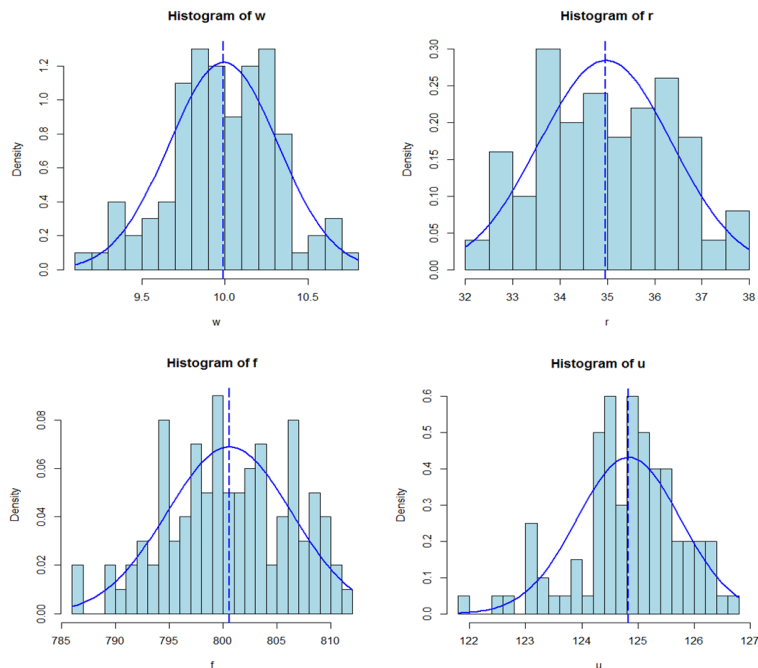 Histogram of w
Density
0.0 0.2 0.4 0.6 0.8 1.2
9.5 10.0 10.5
w
Histogram of r
Density
0.00 0.05 0.10 0.15 0.20 0.25 0.30
32 33 34 35 36 37 38
r
Histogram of f
Density
0.00 0.02 0.04 0.06 0.08
785 790 795 800 805 810
f
Histogram of u
Density
0.0 0.1 0.2 0.3 0.4 0.5 0.6
122 123 124 125 126 127
u